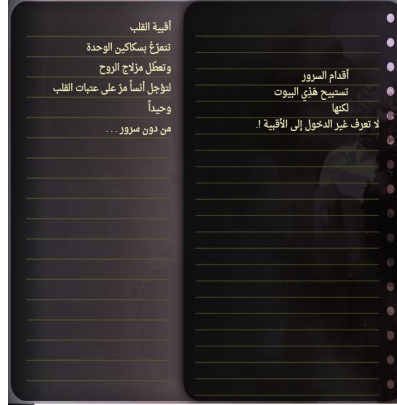 أقدام السرور
تستبيح هَذِي البيوت
لكنها
لا تعرف غير الدخول إلى الأقبية !.
أقبية القلب
تتمرّغُ بسكاكين الوحدة
وتعطّل مزلاج الروح
لتؤجل أنساً مرّ على عتبات القلب
وحيداً
من دون سرور . . .